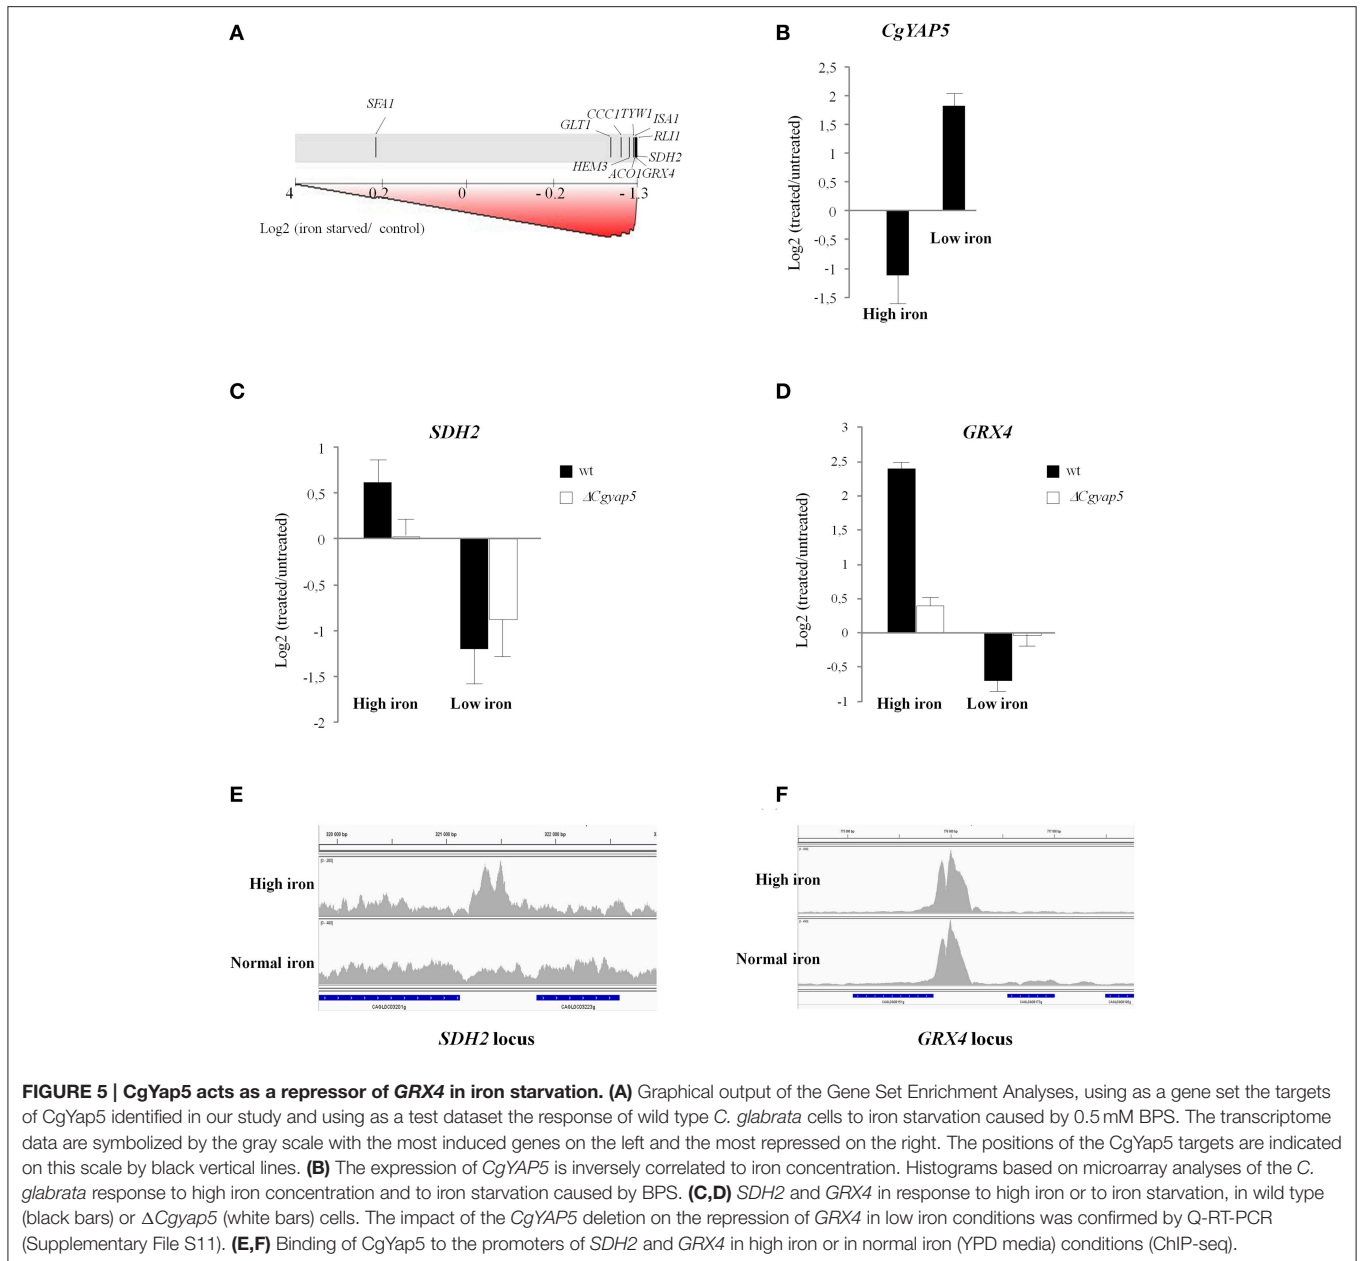 A
SFA1
GLT1
CCC1TYW1
ISA1
RLI1
HEM3
SDH2
ACO1GRX4
4
0.2
0
- 0.2
- 1.3
Log2 (iron starved/ control)
B
CgYAP5
Log2 (treated/untreated)
2,5
2
1,5
1
0,5
0
-0,5
-1
-1,5
Low iron
High iron
C
SDH2
Log2 (treated/untreated)
1
0,5
0
-0,5
-1
-1,5
-2
wt
ΔCgyap5
High iron
Low iron
D
GRX4
Log2 (treated/untreated)
3
2,5
2
1,5
1
0,5
0
-0,5
-1
wt
ΔCgyap5
High iron
Low iron
E
320 000 bp
321 000 bp
322 000 bp
High iron
Normal iron
CAGL0C03201g
CAGL0C03223g
SDH2 locus
F
High iron
Normal iron
GRX4 locus
FIGURE 5 | CgYap5 acts as a repressor of GRX4 in iron starvation. (A) Graphical output of the Gene Set Enrichment Analyses, using as a gene set the targets
of CgYap5 identified in our study and using as a test dataset the response of wild type C. glabrata cells to iron starvation caused by 0.5 mM BPS. The transcriptome
data are symbolized by the gray scale with the most induced genes on the left and the most repressed on the right. The positions of the CgYap5 targets are indicated
on this scale by black vertical lines. (B) The expression of CgYAP5 is inversely correlated to iron concentration. Histograms based on microarray analyses of the C.
glabrata response to high iron concentration and to iron starvation caused by BPS. (C,D) SDH2 and GRX4 in response to high iron or to iron starvation, in wild type
(black bars) or ΔCgyap5 (white bars) cells. The impact of the CgYAP5 deletion on the repression of GRX4 in low iron conditions was confirmed by Q-RT-PCR
(Supplementary File S11). (E,F) Binding of CgYap5 to the promoters of SDH2 and GRX4 in high iron or in normal iron (YPD media) conditions (ChIP-seq).